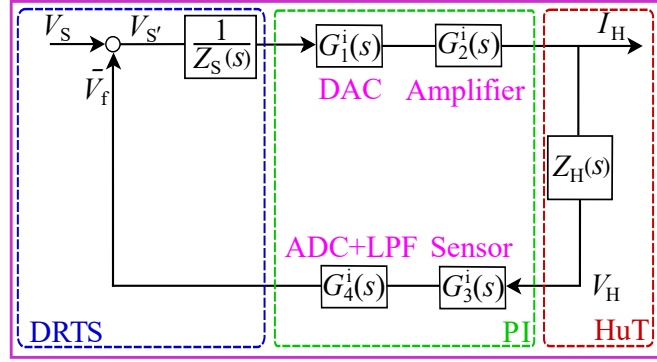 V_S
V_S′
1
Z_S(s)
G_1^i(s)
G_2^i(s)
I_H
DAC
Amplifier
V̄_f
Z_H(s)
ADC+LPF
Sensor
G_4^i(s)
G_3^i(s)
V_H
DRTS
PI
HuT